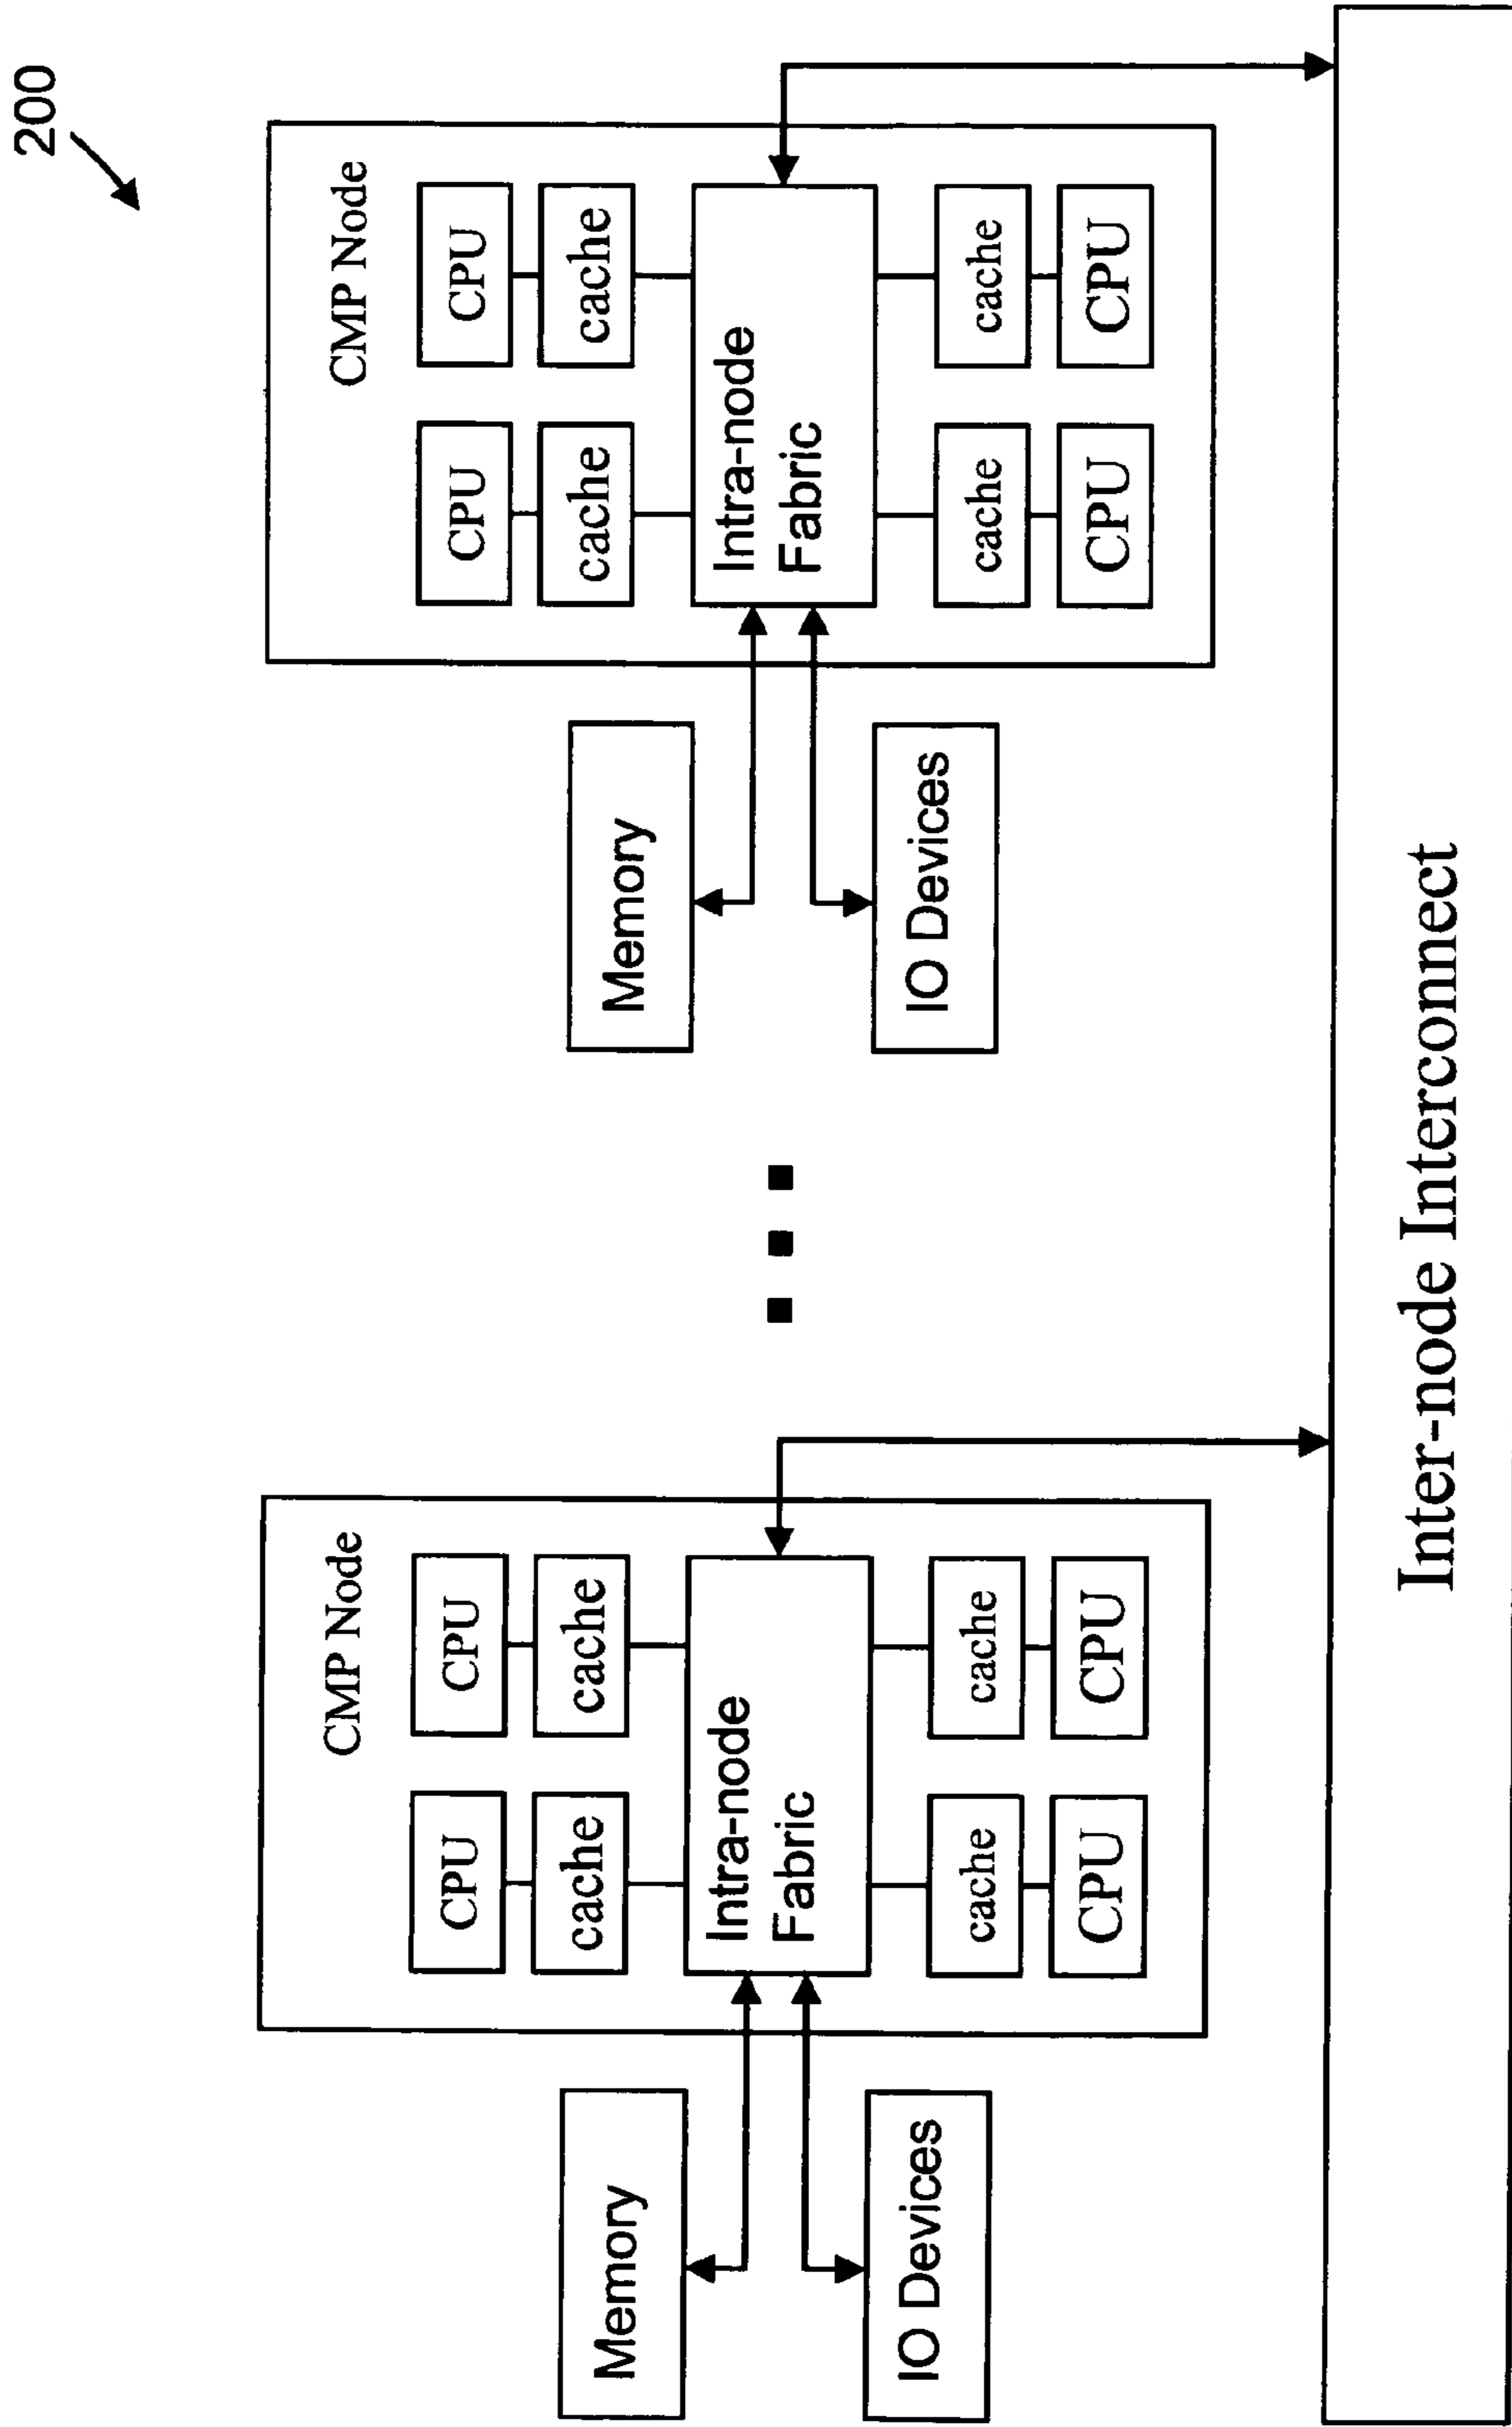 200
CMP Node
CMP Node
CPU
CPU
CPU
CPU
cache
cache
cache
cache
Memory
Intra-node
Fabric
Memory
Intra-node
Fabric
IO Devices
cache
cache
IO Devices
cache
cache
CPU
CPU
CPU
CPU
Inter-node Interconnect